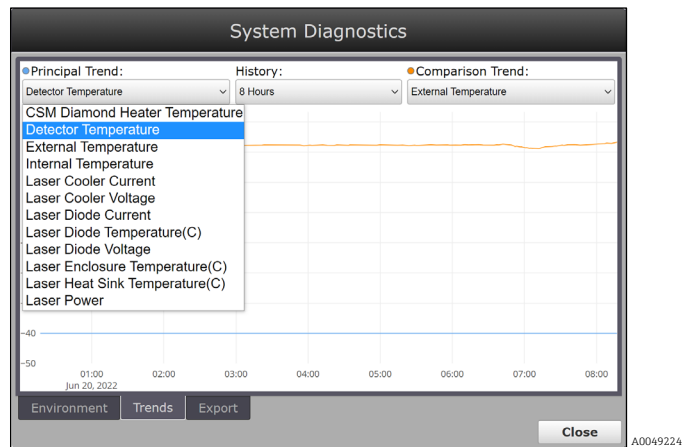 System Diagnostics
Principal Trend: History: Comparison Trend:
Detector Temperature 8 Hours External Temperature
CSM Diamond Heater Temperature
Detector Temperature
External Temperature
Internal Temperature
Laser Cooler Current
Laser Cooler Voltage
Laser Diode Current
Laser Diode Temperature(C)
Laser Diode Voltage
Laser Enclosure Temperature(C)
Laser Heat Sink Temperature(C)
Laser Power
−40
−50
01:00 02:00 03:00 04:00 05:00 06:00 07:00 08:00
Jun 20, 2022
Environment Trends Export
Close
A0049224